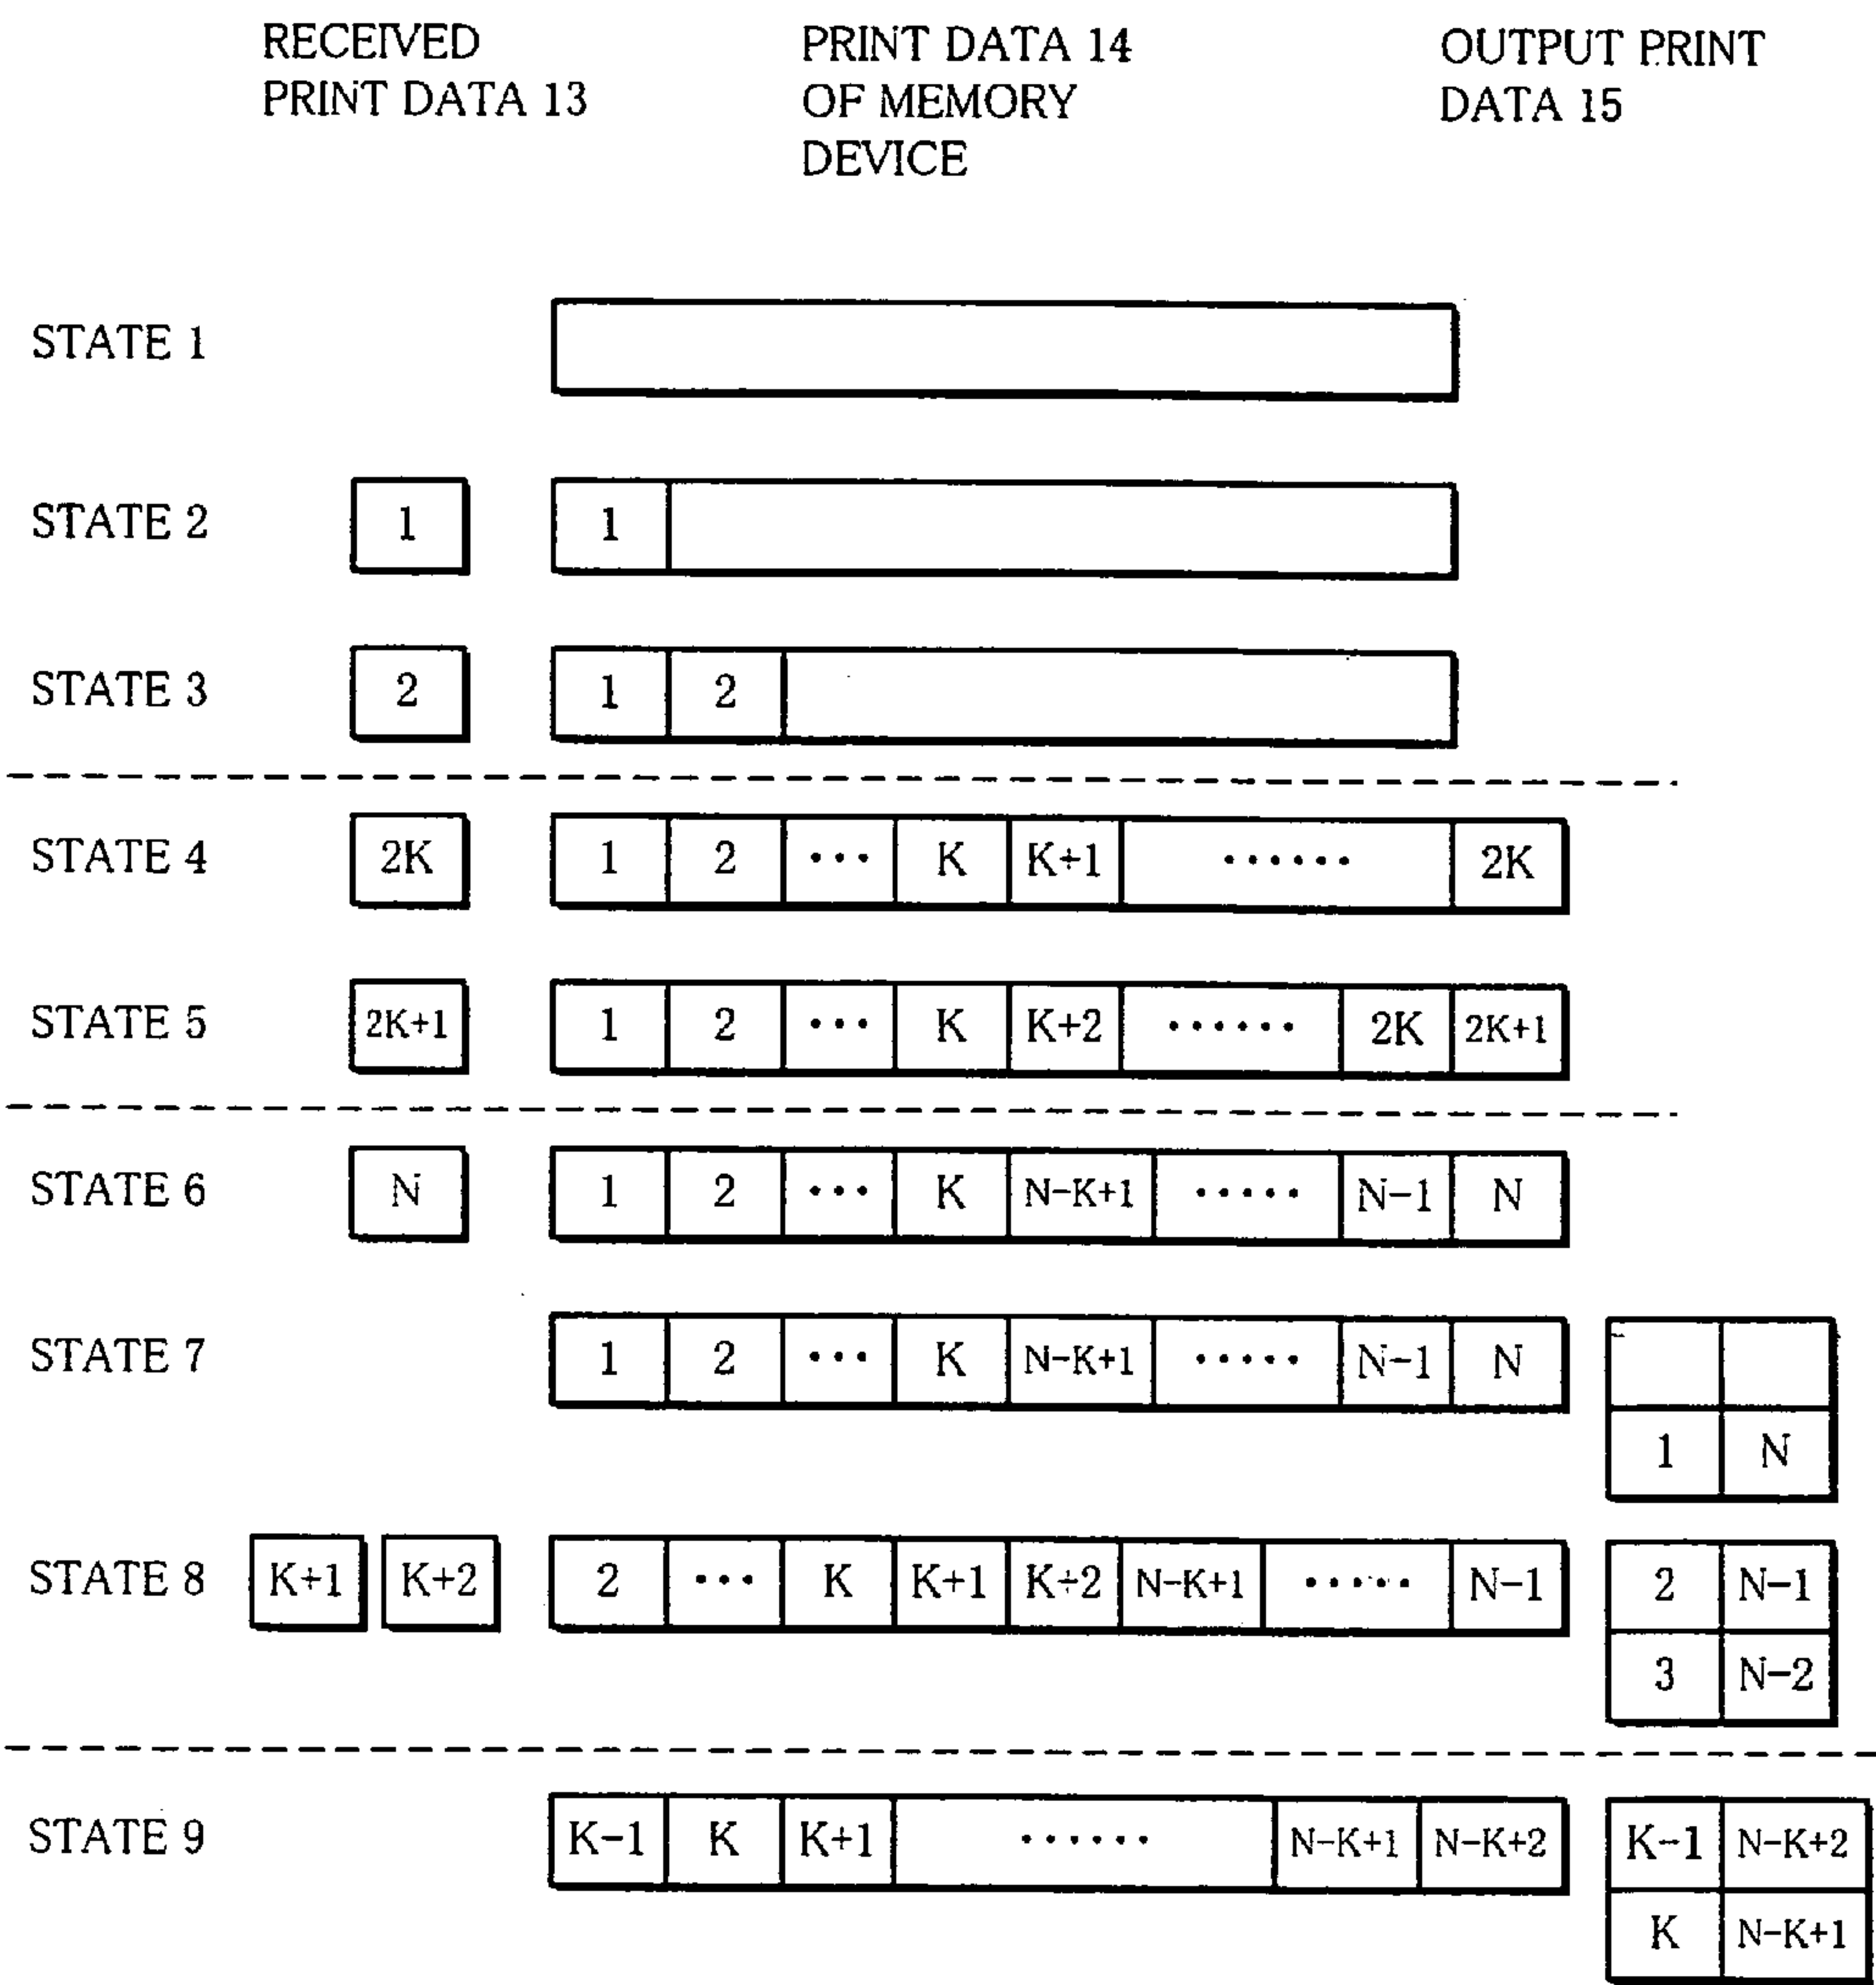 RECEIVED
PRINT DATA 13
PRINT DATA 14
OF MEMORY
DEVICE
OUTPUT PRINT
DATA 15
STATE 1
STATE 2 1 1
STATE 3 2 1 2
STATE 4 2K 1 2 ··· K K+1 ······ 2K
STATE 5 2K+1 1 2 ··· K K+2 ······ 2K 2K+1
STATE 6 N 1 2 ··· K N-K+1 ····· N-1 N
STATE 7 1 2 ··· K N-K+1 ····· N-1 N
1 N
STATE 8 K+1 K+2 2 ··· K K+1 K+2 N-K+1 ····· N-1 2 N-1
3 N-2
STATE 9 K-1 K K+1 ······ N-K+1 N-K+2 K-1 N-K+2
K N-K+1